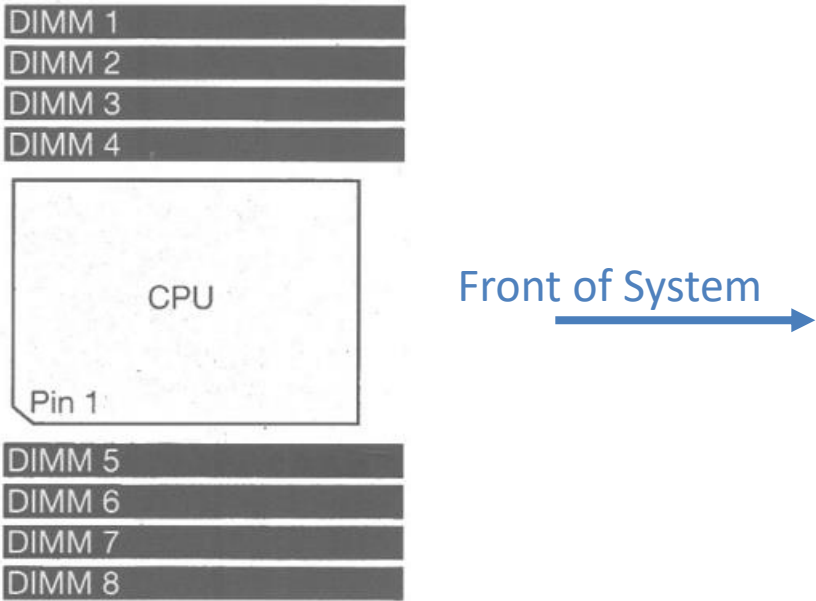 DIMM 1
DIMM 2
DIMM 3
DIMM 4
CPU
Front of System
Pin 1
DIMM 5
DIMM 6
DIMM 7
DIMM 8